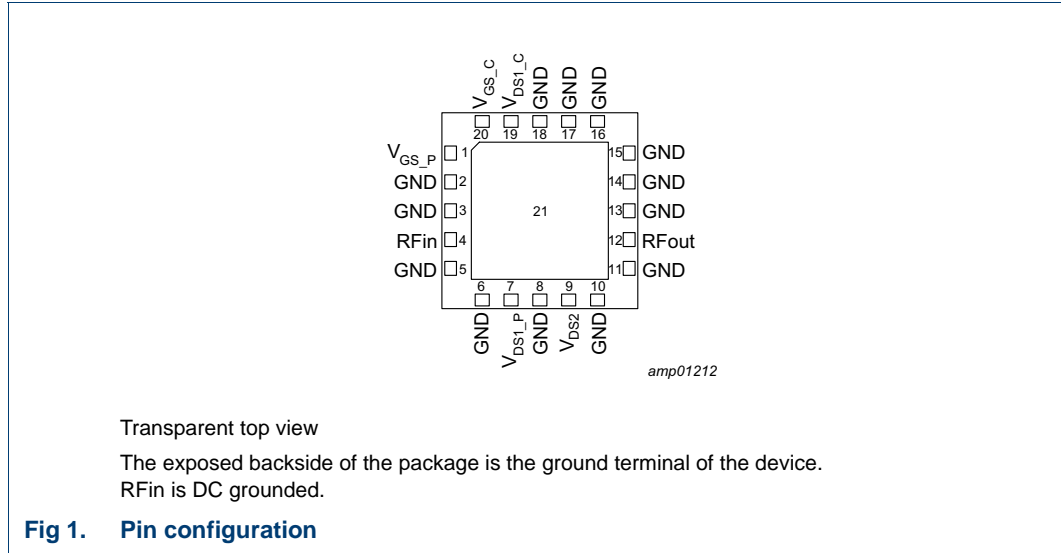 V_GS_C V_DS1_C GND GND GND
20 19 18 17 16
V_GS_P 1 15 GND
GND 2 14 GND
GND 3 21 13 GND
RFin 4 12 RFout
GND 5 11 GND
6 7 8 9 10
GND V_DS1_P GND V_DS2 GND
amp01212
Transparent top view
The exposed backside of the package is the ground terminal of the device.
RFin is DC grounded.
Fig 1. Pin configuration